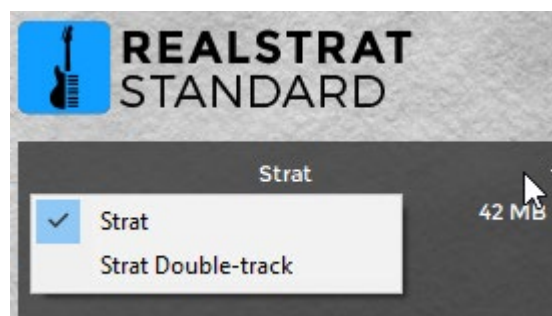 REALSTRAT
STANDARD
Strat
42 MB
Strat
Strat Double-track